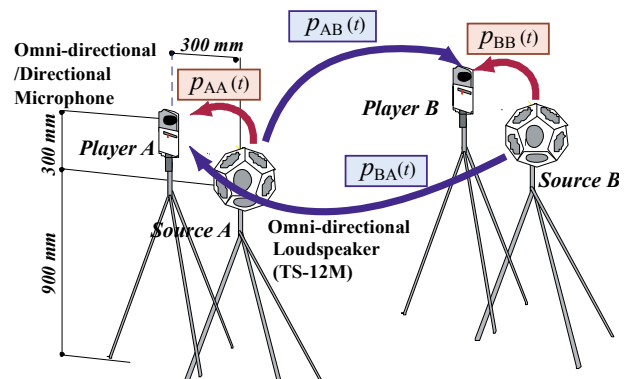 Omni-directional
/Directional
Microphone
300 mm
p_AB (t)
p_BB (t)
p_AA (t)
Player A
Player B
300 mm
p_BA (t)
Source B
Source A
Omni-directional
Loudspeaker
(TS-12M)
900 mm